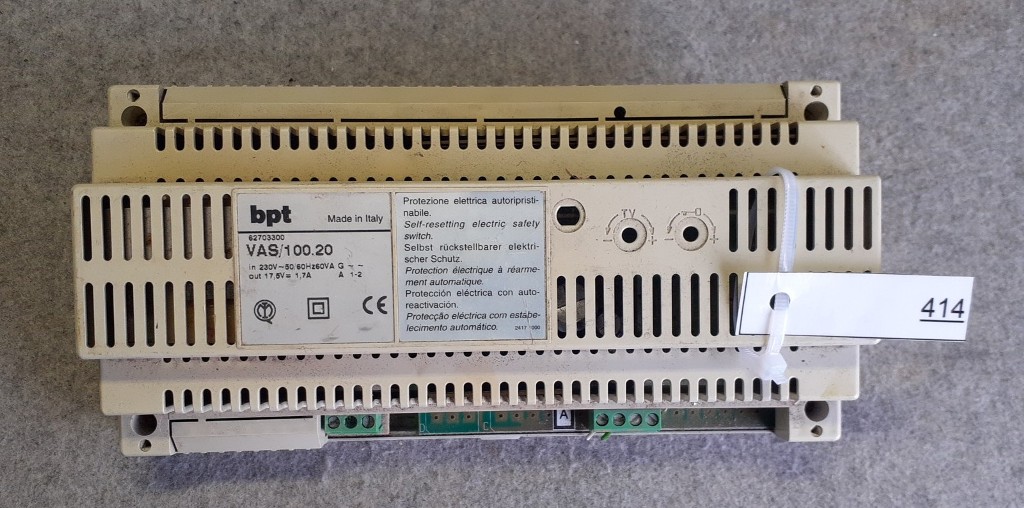 bpt
Made in Italy
62703300
VAS/100.20
in 230V~50/60Hz60VA G ~ ~
out 17,5V= 1,7A A 1-2
CE
Protezione elettrica autoripristi-
nabile.
Self-resetting electric safety
switch.
Selbst rückstellbarer elektri-
scher Schutz.
Protection électrique à réarme-
ment automatique.
Protección eléctrica con auto-
reactivación.
Protecção eléctrica com estabe-
lecimento automático.
TV
- +
- +
414
A